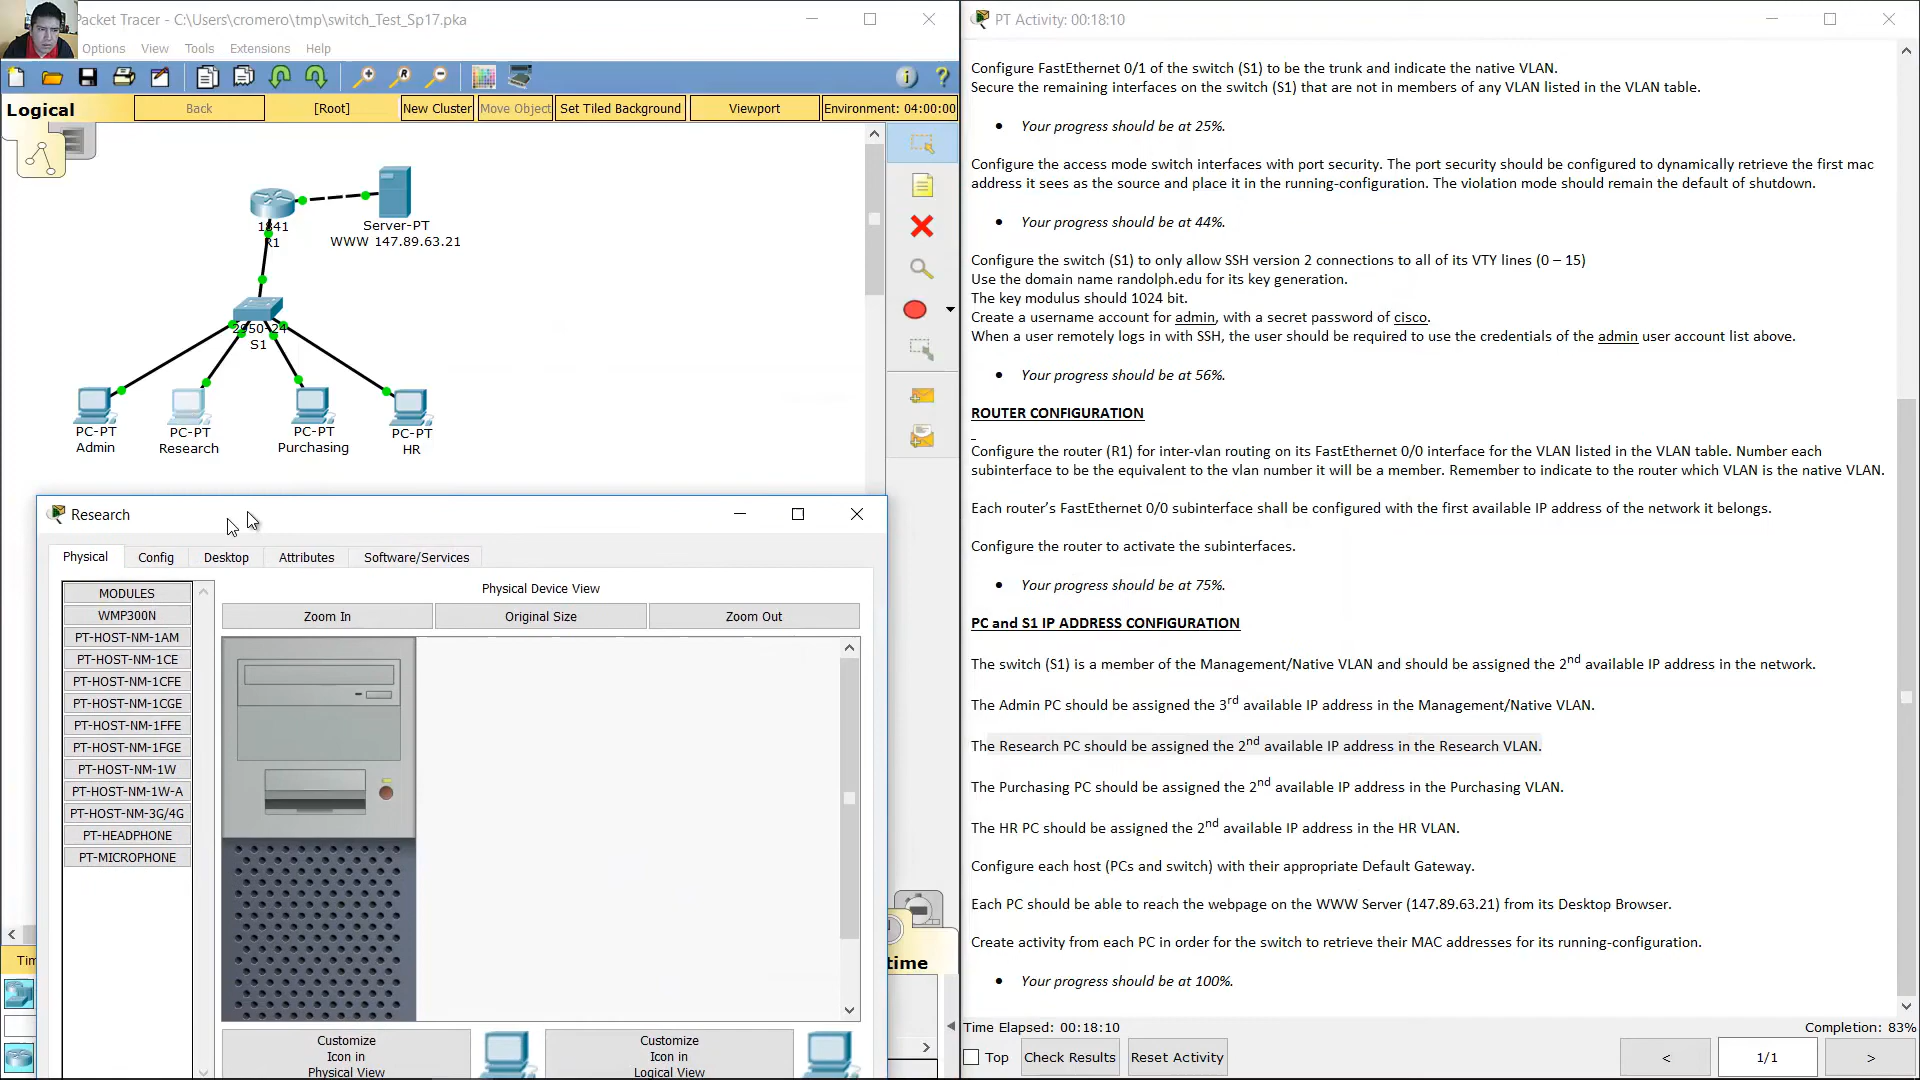 Packet Tracer - C:\Users\cromero\tmp\switch_Test_Sp17.pka
Options View Tools Extensions Help
Logical
Back
[Root]
New Cluster
Move Object
Set Tiled Background
Viewport
Environment: 04:00:00
1841
R1
Server-PT
WWW 147.89.63.21
2950-24
S1
PC-PT
Admin
PC-PT
Research
PC-PT
Purchasing
PC-PT
HR
Research
Physical Config Desktop Attributes Software/Services
MODULES
WMP300N
PT-HOST-NM-1AM
PT-HOST-NM-1CE
PT-HOST-NM-1CFE
PT-HOST-NM-1CGE
PT-HOST-NM-1FFE
PT-HOST-NM-1FGE
PT-HOST-NM-1W
PT-HOST-NM-1W-A
PT-HOST-NM-3G/4G
PT-HEADPHONE
PT-MICROPHONE
Physical Device View
Zoom In
Original Size
Zoom Out
Customize
Icon in
Physical View
Customize
Icon in
Logical View
Tim
time
PT Activity: 00:18:10
Configure FastEthernet 0/1 of the switch (S1) to be the trunk and indicate the native VLAN.
Secure the remaining interfaces on the switch (S1) that are not in members of any VLAN listed in the VLAN table.
• Your progress should be at 25%.
Configure the access mode switch interfaces with port security. The port security should be configured to dynamically retrieve the first mac
address it sees as the source and place it in the running-configuration. The violation mode should remain the default of shutdown.
• Your progress should be at 44%.
Configure the switch (S1) to only allow SSH version 2 connections to all of its VTY lines (0 – 15)
Use the domain name randolph.edu for its key generation.
The key modulus should 1024 bit.
Create a username account for admin, with a secret password of cisco.
When a user remotely logs in with SSH, the user should be required to use the credentials of the admin user account list above.
• Your progress should be at 56%.
ROUTER CONFIGURATION
Configure the router (R1) for inter-vlan routing on its FastEthernet 0/0 interface for the VLAN listed in the VLAN table. Number each
subinterface to be the equivalent to the vlan number it will be a member. Remember to indicate to the router which VLAN is the native VLAN.
Each router’s FastEthernet 0/0 subinterface shall be configured with the first available IP address of the network it belongs.
Configure the router to activate the subinterfaces.
• Your progress should be at 75%.
PC and S1 IP ADDRESS CONFIGURATION
The switch (S1) is a member of the Management/Native VLAN and should be assigned the 2nd available IP address in the network.
The Admin PC should be assigned the 3rd available IP address in the Management/Native VLAN.
The Research PC should be assigned the 2nd available IP address in the Research VLAN.
The Purchasing PC should be assigned the 2nd available IP address in the Purchasing VLAN.
The HR PC should be assigned the 2nd available IP address in the HR VLAN.
Configure each host (PCs and switch) with their appropriate Default Gateway.
Each PC should be able to reach the webpage on the WWW Server (147.89.63.21) from its Desktop Browser.
Create activity from each PC in order for the switch to retrieve their MAC addresses for its running-configuration.
• Your progress should be at 100%.
Time Elapsed: 00:18:10
Completion: 83%
Top
Check Results
Reset Activity
<
1/1
>